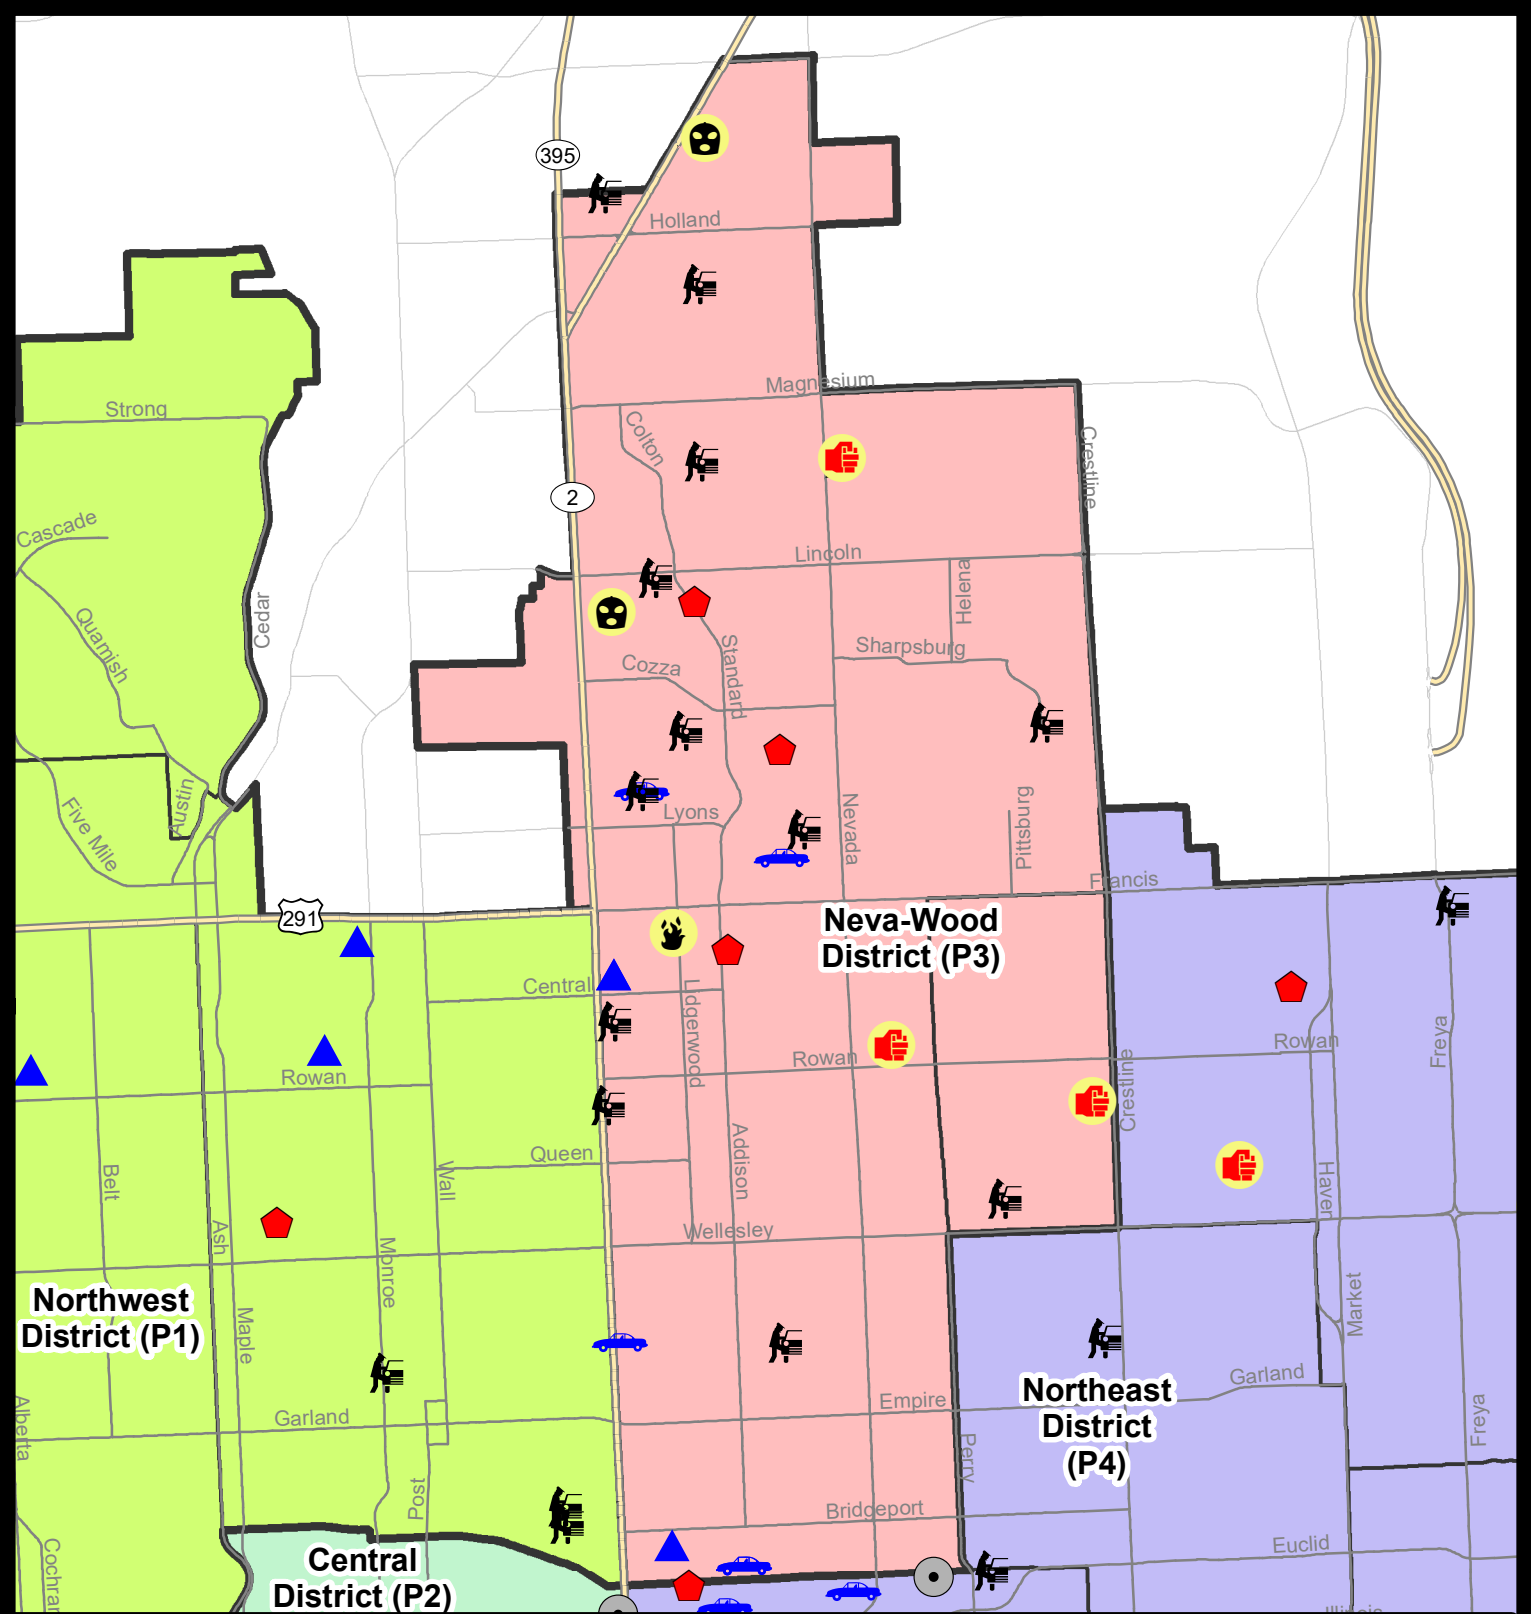 395
Holland
Magnesium
Strong
Colton
Crestline
2
Cascade
Lincoln
Helena
Cedar
Quamish
Standard
Sharpsburg
Cozza
Austin
Five Mile
Lyons
Nevada
Pittsburg
Francis
291
Neva-Wood
District (P3)
Central
Lidgerwood
Freya
Rowan
Rowan
Rowan
Crestline
Queen
Addison
Belt
Wall
Haven
Ash
Wellesley
Monroe
Northwest
District (P1)
Maple
Market
Northeast
District
(P4)
Garland
Empire
Garland
Alberta
Freya
Perry
Post
Bridgeport
Euclid
Central
District (P2)